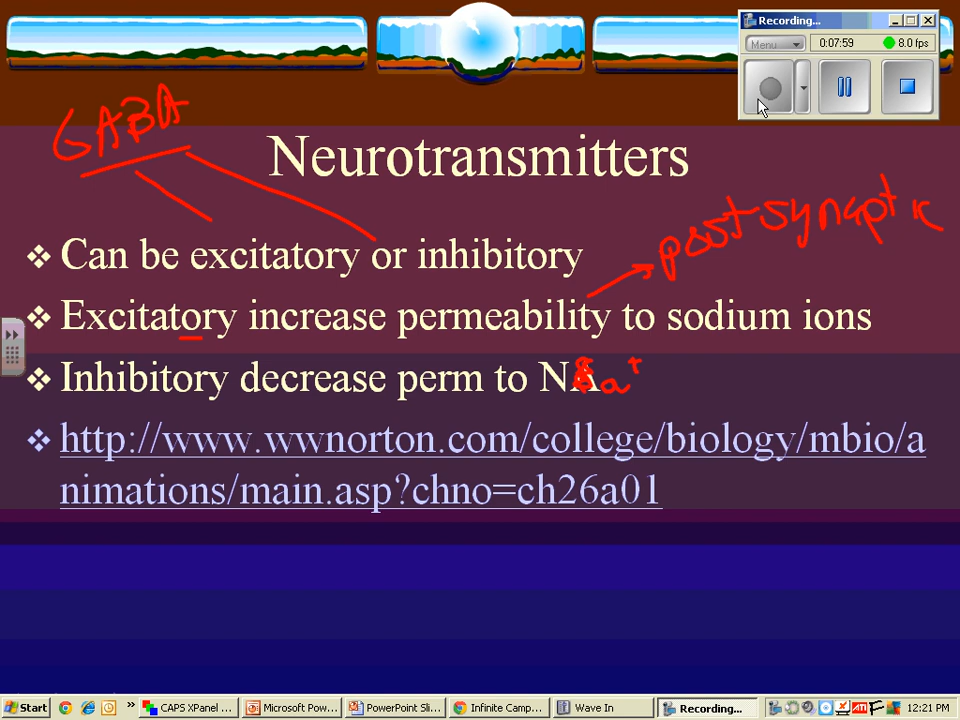 Recording...
Menu
0:07:59
8.0 fps
GABA
Neurotransmitters
postsynaptic
Can be excitatory or inhibitory
Excitatory increase permeability to sodium ions
Inhibitory decrease perm to NA a+
http://www.wwnorton.com/college/biology/mbio/a
nimations/main.asp?chno=ch26a01
Start
CAPS XPanel ...
Microsoft Pow...
PowerPoint Sli...
Infinite Camp...
Wave In
Recording...
ATI
12:21 PM